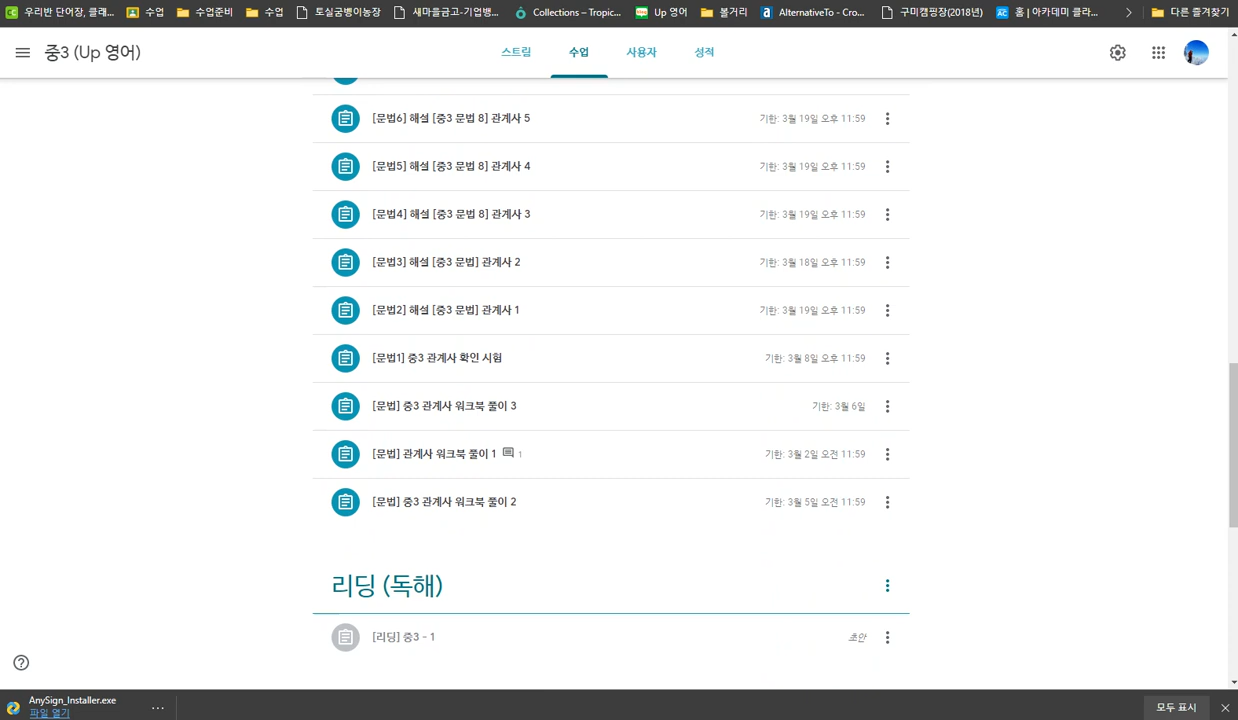 우리반 단어장, 클래... 수업 수업준비 수업 토실궁뱅이농장 새마을금고-기업뱅... Collections – Tropic... Up 영어 볼거리 AlternativeTo - Cro... 구미캠핑장(2018년) 홈 | 아카데미 클라... 다른 즐겨찾기
중3 (Up 영어) 스트림 수업 사용자 성적
[문법6] 해설 [중3 문법 8] 관계사 5 기한: 3월 19일 오후 11:59
[문법5] 해설 [중3 문법 8] 관계사 4 기한: 3월 19일 오후 11:59
[문법4] 해설 [중3 문법 8] 관계사 3 기한: 3월 19일 오후 11:59
[문법3] 해설 [중3 문법] 관계사 2 기한: 3월 18일 오후 11:59
[문법2] 해설 [중3 문법] 관계사 1 기한: 3월 19일 오후 11:59
[문법1] 중3 관계사 확인 시험 기한: 3월 8일 오후 11:59
[문법] 중3 관계사 워크북 풀이 3 기한: 3월 6일
[문법] 관계사 워크북 풀이 1 1 기한: 3월 2일 오전 11:59
[문법] 중3 관계사 워크북 풀이 2 기한: 3월 5일 오전 11:59
리딩 (독해)
[리딩] 중3 - 1 초안
AnySign_Installer.exe
파일 열기
모두 표시